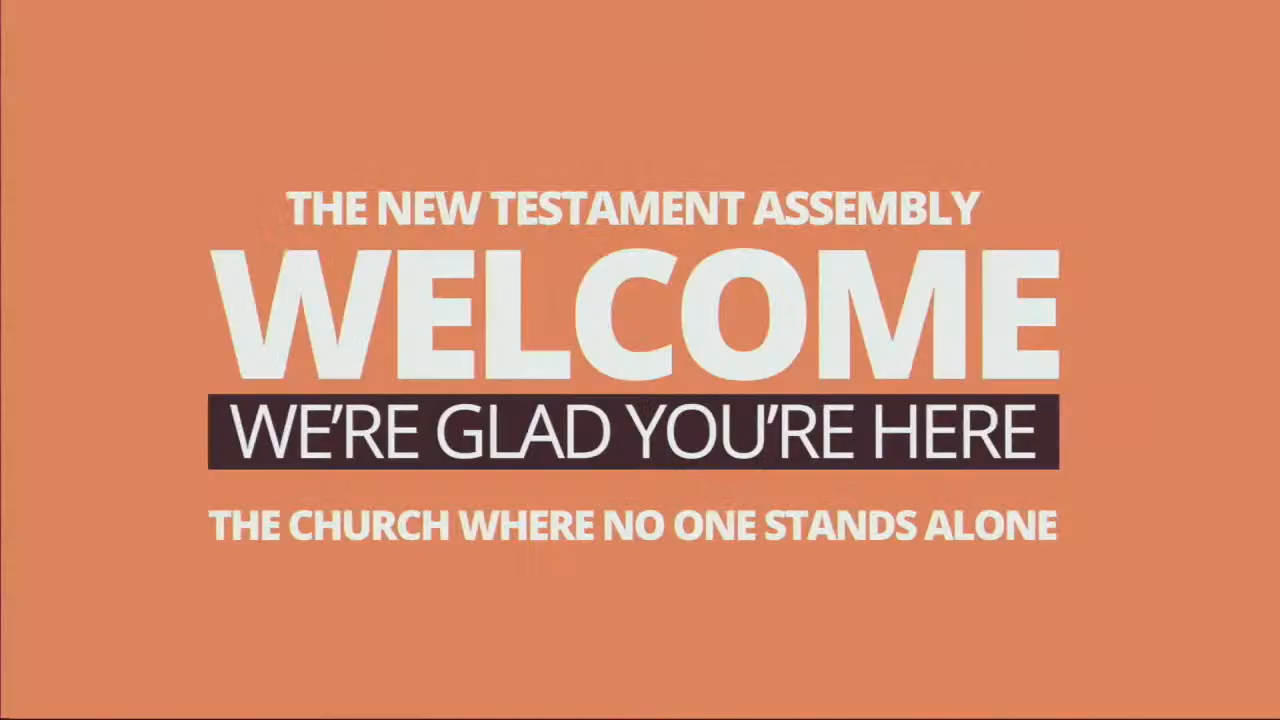 THE NEW TESTAMENT ASSEMBLY
WELCOME
WE’RE GLAD YOU’RE HERE
THE CHURCH WHERE NO ONE STANDS ALONE